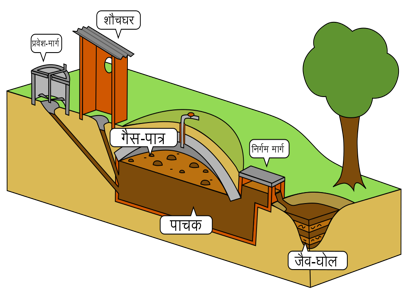 शौचघर
प्रवेश-मार्ग
गैस-पात्र
निर्गम मार्ग
पाचक
जैव-घोल